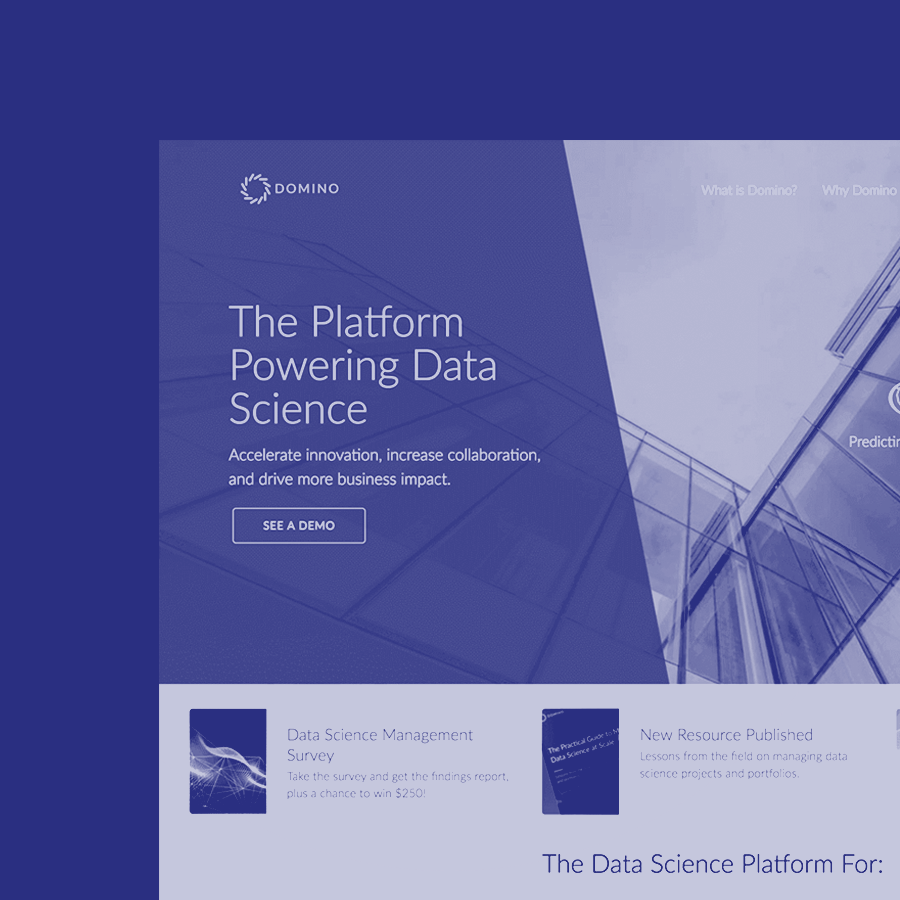 DOMINO
What is Domino? Why Domino
The Platform
Powering Data
Science
Accelerate innovation, increase collaboration,
and drive more business impact.
SEE A DEMO
Data Science Management
Survey
Take the survey and get the findings report,
plus a chance to win $250!
DOMINO
The Practical Guide to M
Data Science at Scale
New Resource Published
Lessons from the field on managing data
science projects and portfolios.
The Data Science Platform For: